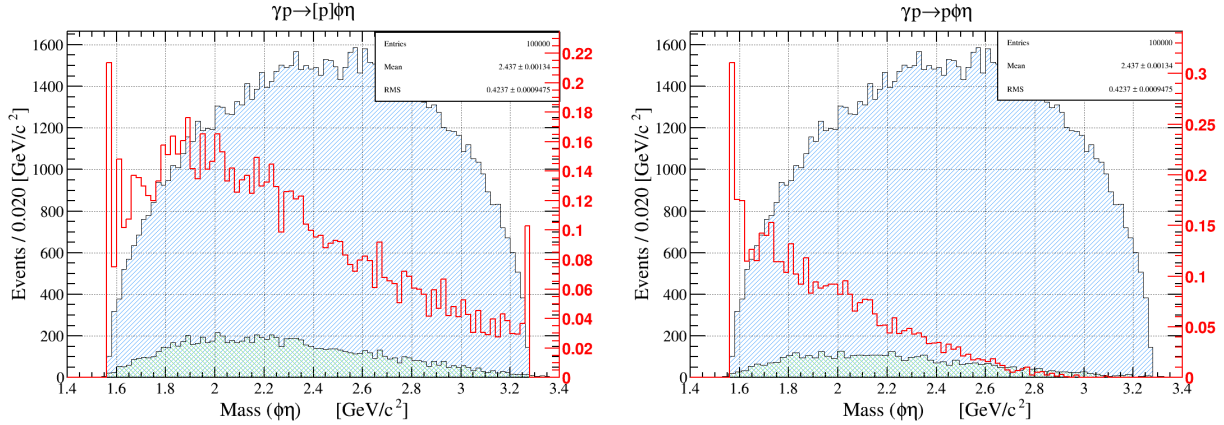 γp→[p]φη
Entries 100000
Mean 2.437 ± 0.00134
RMS 0.4237 ± 0.0009475
Events / 0.020 [GeV/c²]
1600
1400
1200
1000
800
600
400
200
0
0.22
0.2
0.18
0.16
0.14
0.12
0.1
0.08
0.06
0.04
0.02
0
1.4 1.6 1.8 2.0 2.2 2.4 2.6 2.8 3 3.2 3.4
Mass (φη) [GeV/c²]
γp→pφη
Entries 100000
Mean 2.437 ± 0.00134
RMS 0.4237 ± 0.0009475
Events / 0.020 [GeV/c²]
1600
1400
1200
1000
800
600
400
200
0
0.3
0.25
0.2
0.15
0.1
0.05
0
1.4 1.6 1.8 2.0 2.2 2.4 2.6 2.8 3 3.2 3.4
Mass (φη) [GeV/c²]